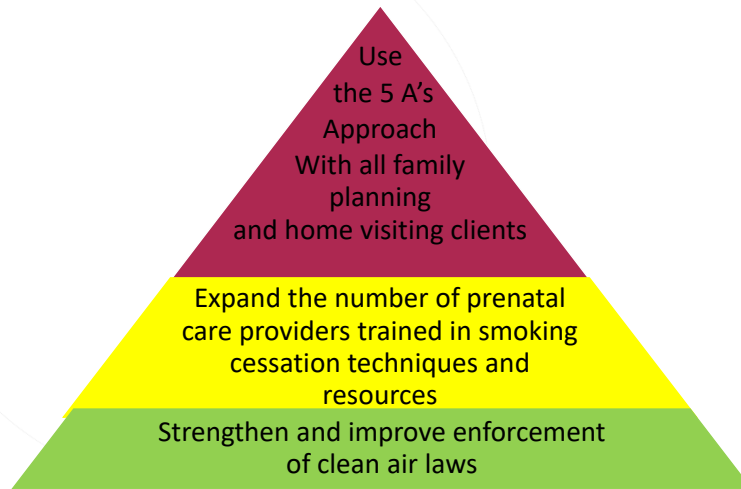 Use
the 5 A’s
Approach
With all family
planning
and home visiting clients
Expand the number of prenatal
care providers trained in smoking
cessation techniques and
resources
Strengthen and improve enforcement
of clean air laws